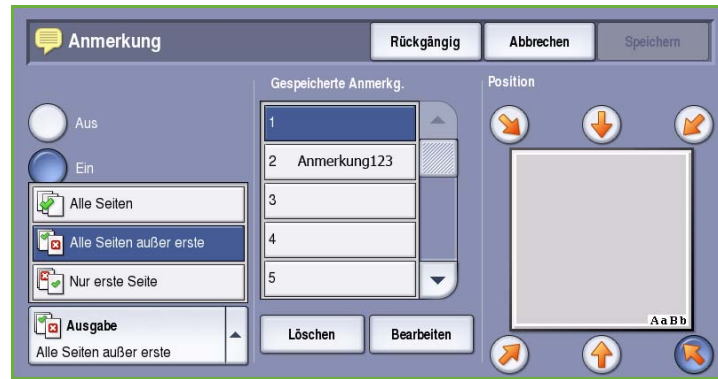 Anmerkung
Rückgängig
Abbrechen
Speichern
Gespeicherte Anmerkg.
Position
Aus
Ein
Alle Seiten
Alle Seiten außer erste
Nur erste Seite
Ausgabe
Alle Seiten außer erste
1
2 Anmerkung123
3
4
5
Löschen
Bearbeiten
AaBb